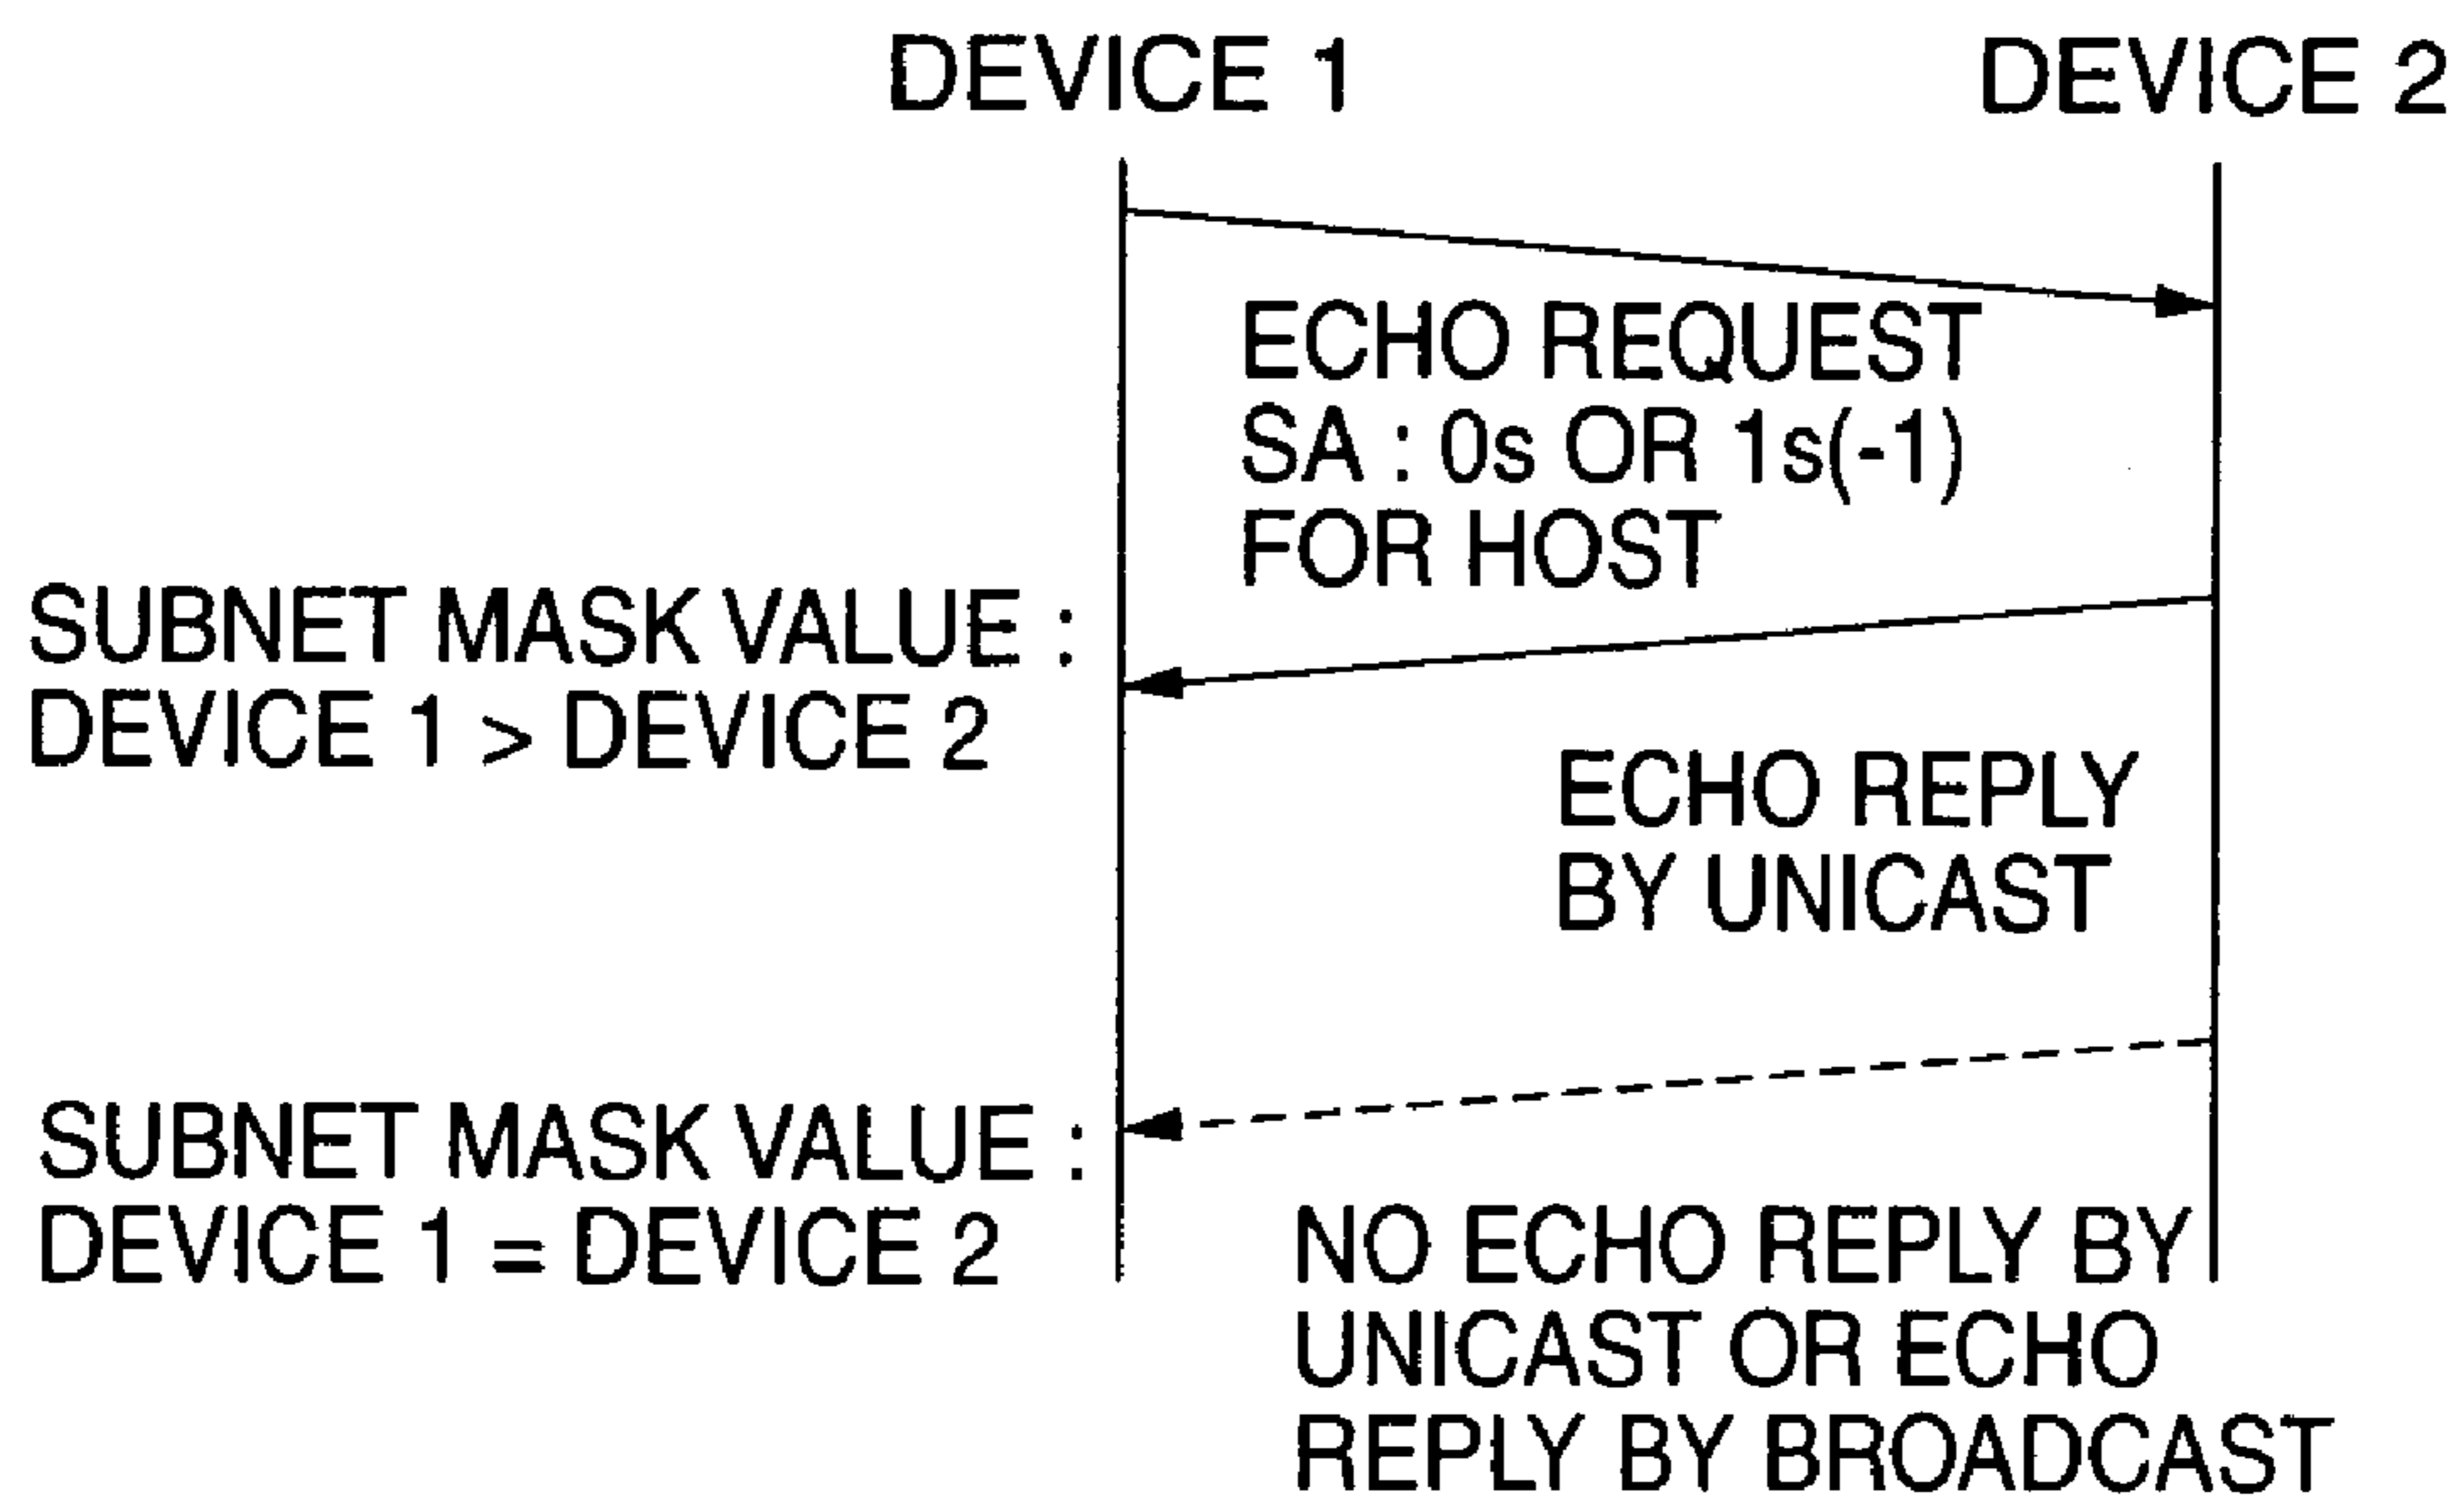 DEVICE 1
DEVICE 2
ECHO REQUEST
SA : 0s OR 1s(-1)
FOR HOST
SUBNET MASK VALUE :
DEVICE 1 > DEVICE 2
ECHO REPLY
BY UNICAST
SUBNET MASK VALUE :
DEVICE 1 = DEVICE 2
NO ECHO REPLY BY
UNICAST OR ECHO
REPLY BY BROADCAST